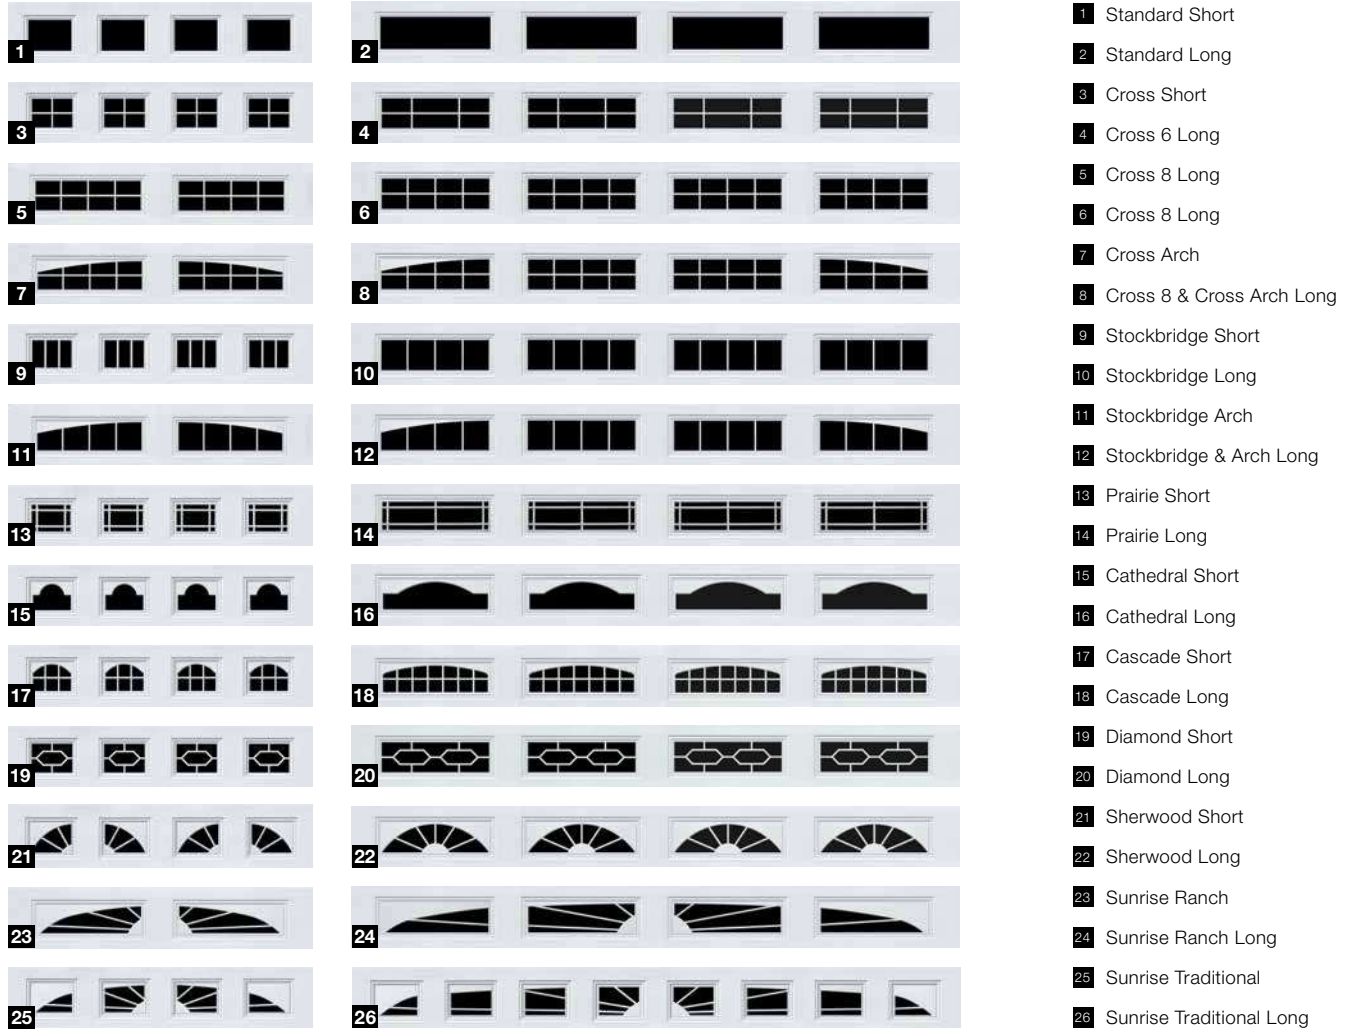 1
2
3
4
5
6
7
8
9
10
11
12
13
14
15
16
17
18
19
20
21
22
23
24
25
26
1 Standard Short
2 Standard Long
3 Cross Short
4 Cross 6 Long
5 Cross 8 Long
6 Cross 8 Long
7 Cross Arch
8 Cross 8 & Cross Arch Long
9 Stockbridge Short
10 Stockbridge Long
11 Stockbridge Arch
12 Stockbridge & Arch Long
13 Prairie Short
14 Prairie Long
15 Cathedral Short
16 Cathedral Long
17 Cascade Short
18 Cascade Long
19 Diamond Short
20 Diamond Long
21 Sherwood Short
22 Sherwood Long
23 Sunrise Ranch
24 Sunrise Ranch Long
25 Sunrise Traditional
26 Sunrise Traditional Long